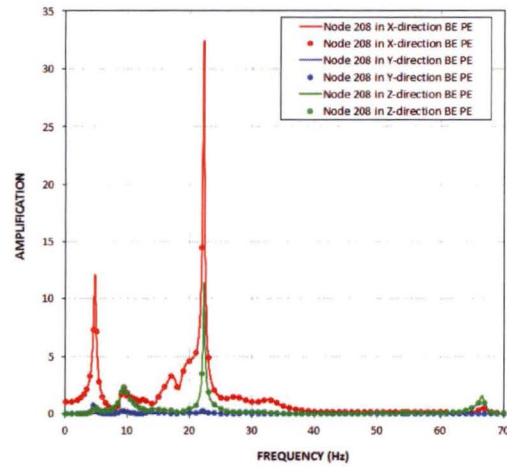 35
30
25
20
15
10
5
0
AMPLIFICATION
Node 208 in X-direction BE PE
Node 208 in X-direction BE PE
Node 208 in Y-direction BE PE
Node 208 in Y-direction BE PE
Node 208 in Z-direction BE PE
Node 208 in Z-direction BE PE
0 10 20 30 40 50 60 70
FREQUENCY (Hz)